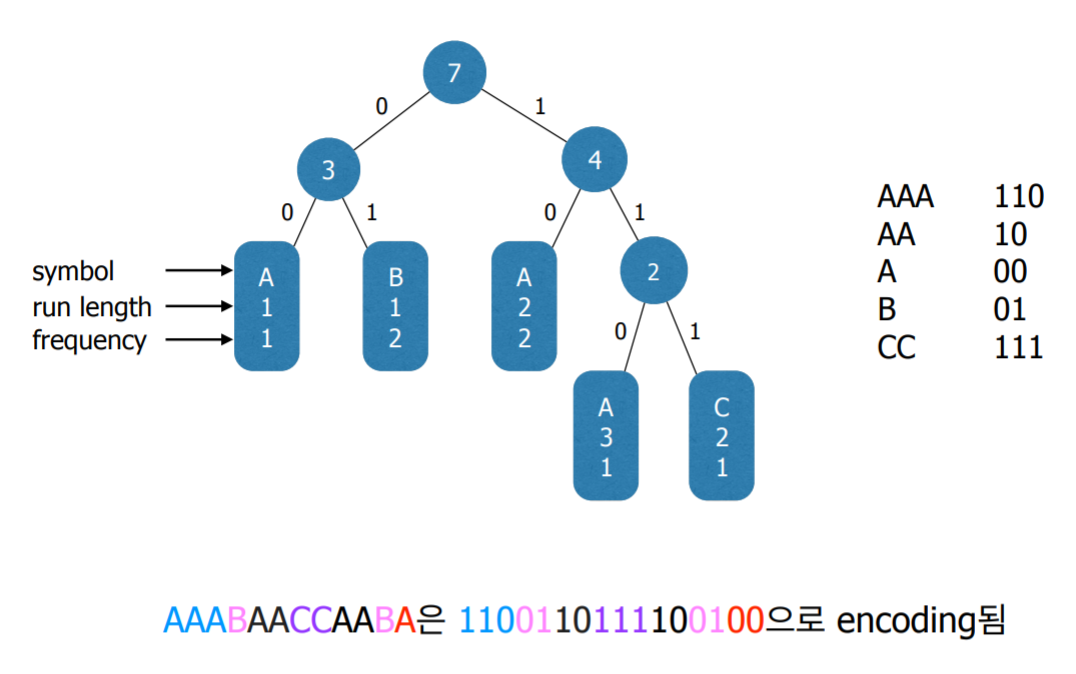 7
0 1
3 4
0 1 0 1
AAA 110
AA 10
A 00
B 01
CC 111
symbol
run length
frequency
A
1
1
B
1
2
A
2
2
2
0 1
A
3
1
C
2
1
AAABAACCAABA은 1100110111100100으로 encoding됨